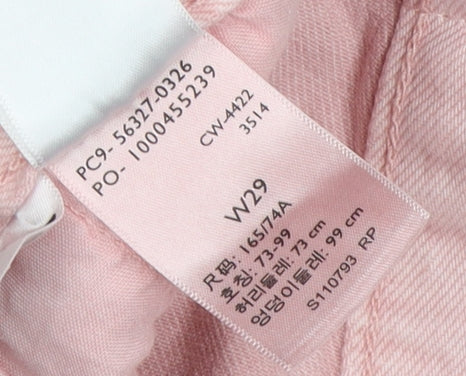 PC9- 56327-0326
PO- 1000455239
CW-4422
3514
W29
尺码: 165/74A
호칭: 73-99
허리둘레: 73 cm
엉덩이둘레: 99 cm
S110793 RP